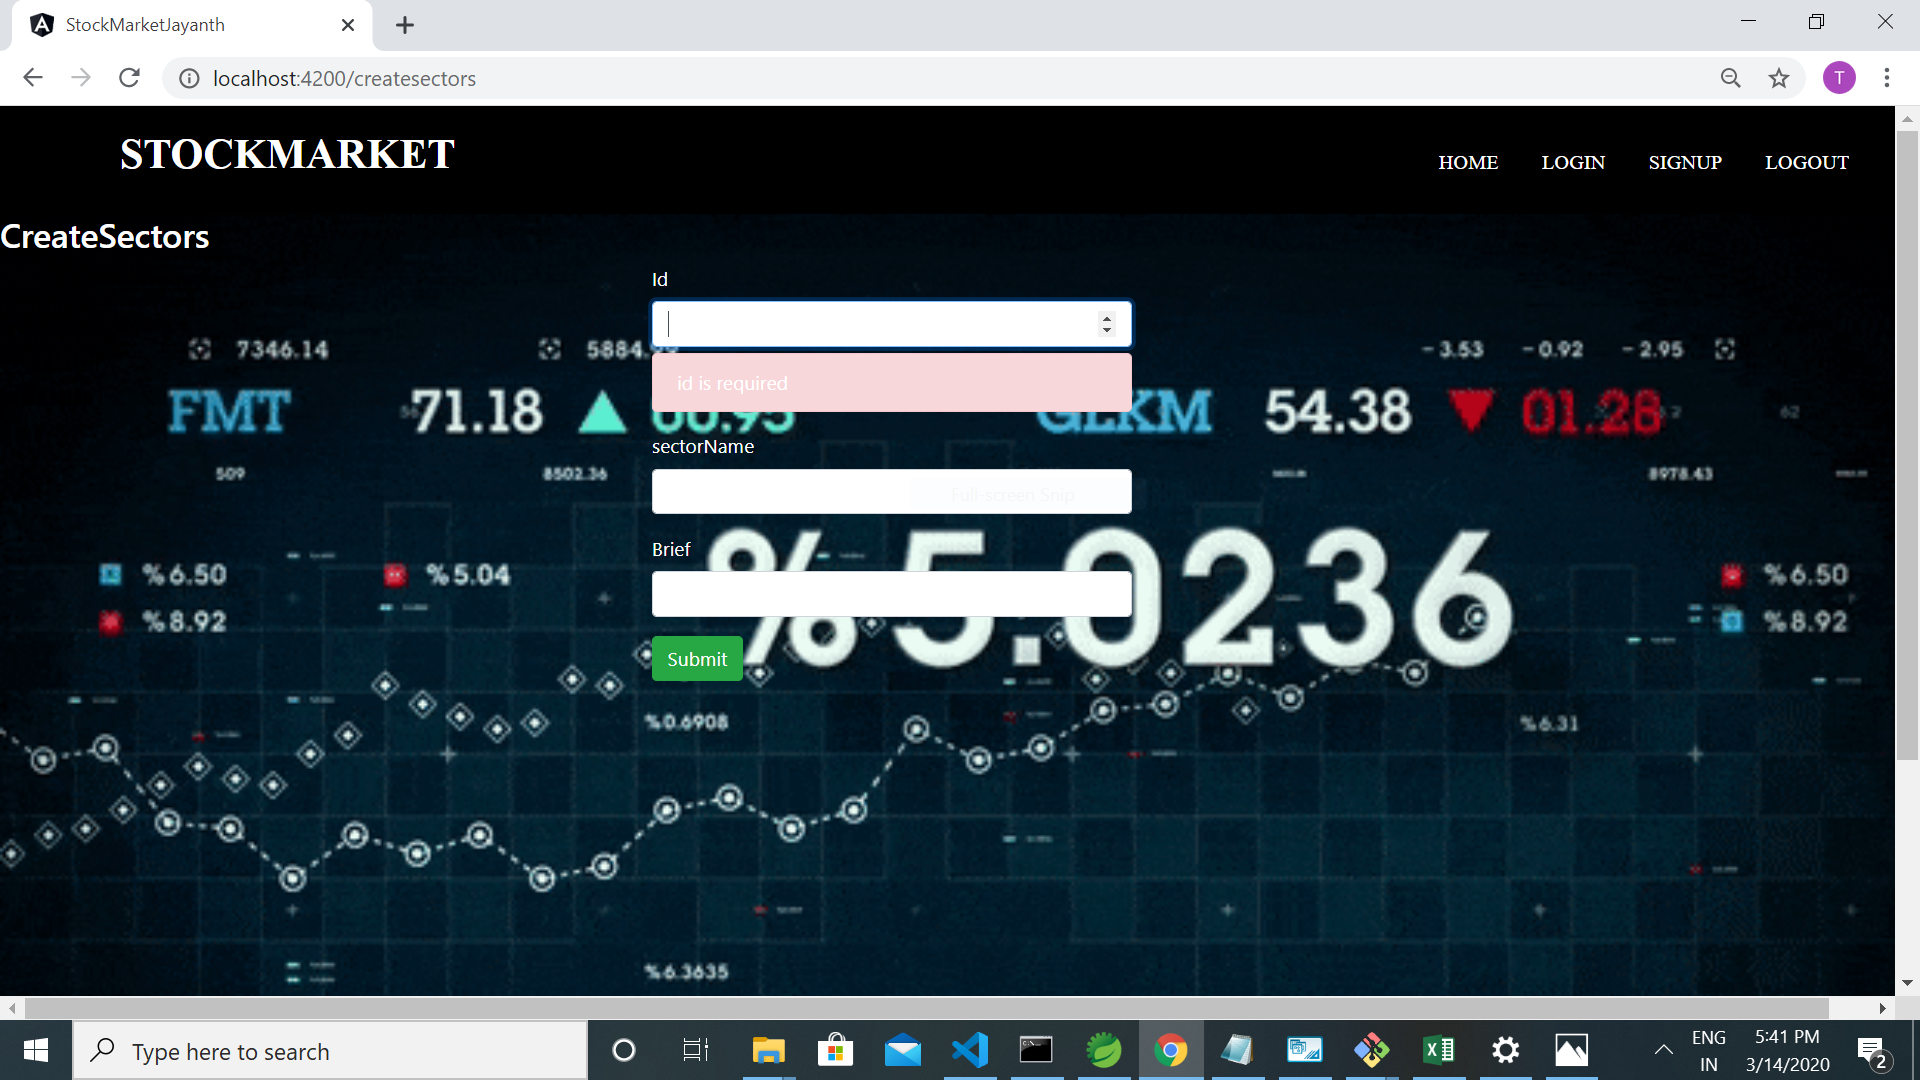 StockMarketJayanth
localhost:4200/createsectors
T
STOCKMARKET
HOME LOGIN SIGNUP LOGOUT
CreateSectors
Id
7346.14
-3.53 -0.92 -2.95
id is required
FMT 71.18
GLKM 54.38 01.28
62
sectorName
509 8502.36 8978.43
Full-screen Snip
Brief
%5.0236
%6.50 %5.04 %6.50
%8.92 %8.92
Submit
%0.6908 %6.31
%6.3635
Type here to search
ENG
IN
5:41 PM
3/14/2020
2